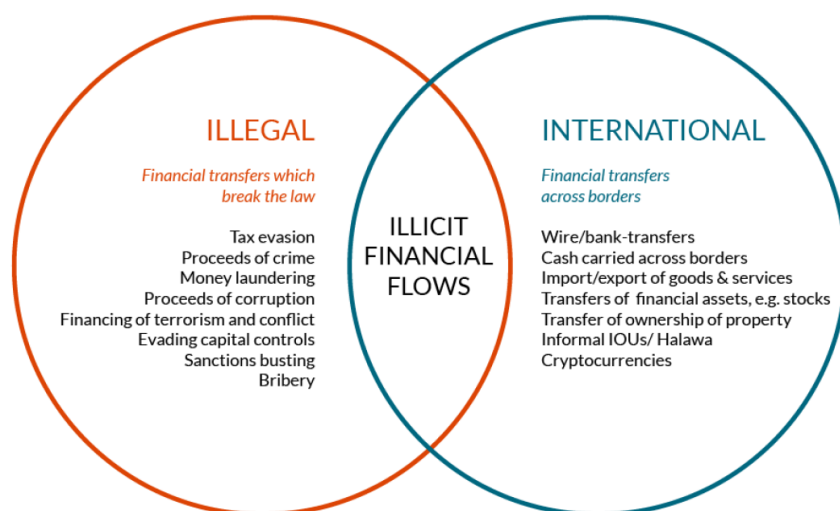 ILLEGAL
Financial transfers which
break the law
Tax evasion
Proceeds of crime
Money laundering
Proceeds of corruption
Financing of terrorism and conflict
Evading capital controls
Sanctions busting
Bribery
ILLICIT
FINANCIAL
FLOWS
INTERNATIONAL
Financial transfers
across borders
Wire/bank-transfers
Cash carried across borders
Import/export of goods & services
Transfers of financial assets, e.g. stocks
Transfer of ownership of property
Informal IOUs/ Halawa
Cryptocurrencies